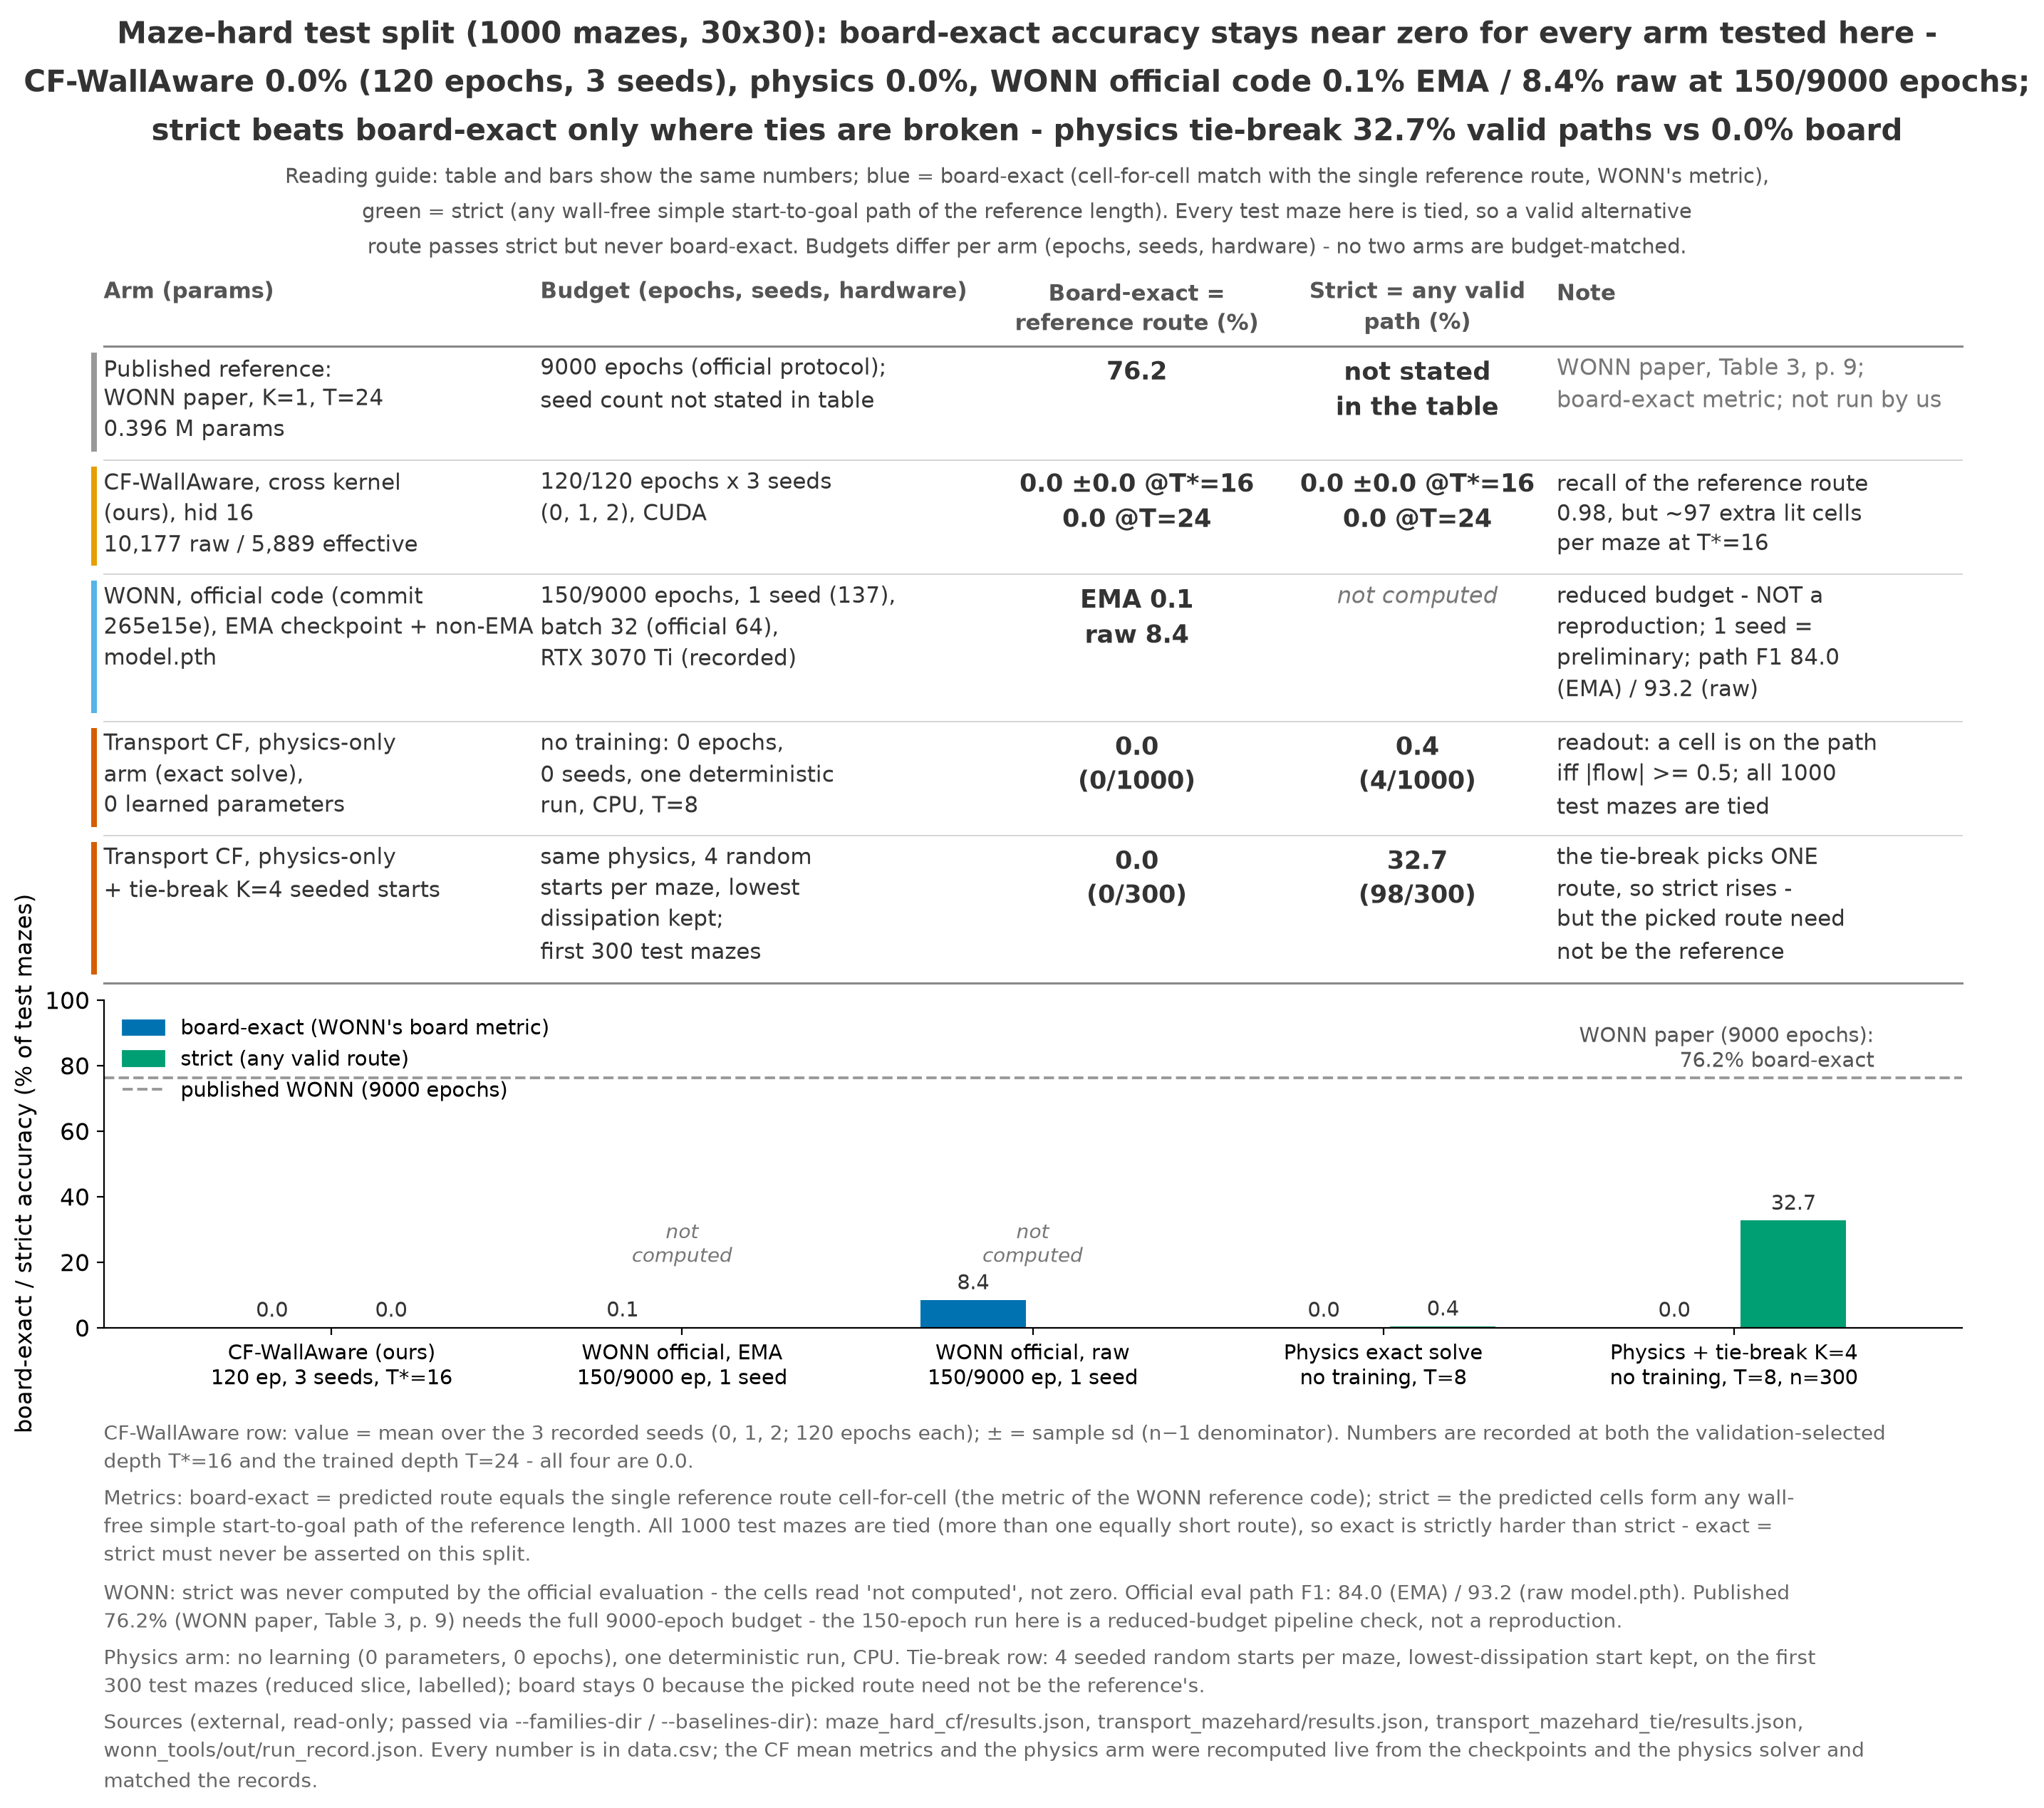 Maze-hard test split (1000 mazes, 30x30): board-exact accuracy stays near zero for every arm tested here -
CF-WallAware 0.0% (120 epochs, 3 seeds), physics 0.0%, WONN official code 0.1% EMA / 8.4% raw at 150/9000 epochs;
strict beats board-exact only where ties are broken - physics tie-break 32.7% valid paths vs 0.0% board
Reading guide: table and bars show the same numbers; blue = board-exact (cell-for-cell match with the single reference route, WONN's metric),
green = strict (any wall-free simple start-to-goal path of the reference length). Every test maze here is tied, so a valid alternative
route passes strict but never board-exact. Budgets differ per arm (epochs, seeds, hardware) - no two arms are budget-matched.
Arm (params)
Budget (epochs, seeds, hardware)
Board-exact =
reference route (%)
Strict = any valid
path (%)
Note
Published reference:
WONN paper, K=1, T=24
0.396 M params
9000 epochs (official protocol);
seed count not stated in table
76.2
not stated
in the table
WONN paper, Table 3, p. 9;
board-exact metric; not run by us
CF-WallAware, cross kernel
(ours), hid 16
10,177 raw / 5,889 effective
120/120 epochs x 3 seeds
(0, 1, 2), CUDA
0.0 ±0.0 @T*=16
0.0 @T=24
0.0 ±0.0 @T*=16
0.0 @T=24
recall of the reference route
0.98, but ~97 extra lit cells
per maze at T*=16
WONN, official code (commit
265e15e), EMA checkpoint + non-EMA
model.pth
150/9000 epochs, 1 seed (137),
batch 32 (official 64),
RTX 3070 Ti (recorded)
EMA 0.1
raw 8.4
not computed
reduced budget - NOT a
reproduction; 1 seed =
preliminary; path F1 84.0
(EMA) / 93.2 (raw)
Transport CF, physics-only
arm (exact solve),
0 learned parameters
no training: 0 epochs,
0 seeds, one deterministic
run, CPU, T=8
0.0
(0/1000)
0.4
(4/1000)
readout: a cell is on the path
iff |flow| >= 0.5; all 1000
test mazes are tied
Transport CF, physics-only
+ tie-break K=4 seeded starts
same physics, 4 random
starts per maze, lowest
dissipation kept;
first 300 test mazes
0.0
(0/300)
32.7
(98/300)
the tie-break picks ONE
route, so strict rises -
but the picked route need
not be the reference
board-exact / strict accuracy (% of test mazes)
100
80
60
40
20
0
board-exact (WONN's board metric)
strict (any valid route)
published WONN (9000 epochs)
WONN paper (9000 epochs):
76.2% board-exact
0.0
0.0
0.1
not
computed
8.4
not
computed
0.0
0.4
0.0
32.7
CF-WallAware (ours)
120 ep, 3 seeds, T*=16
WONN official, EMA
150/9000 ep, 1 seed
WONN official, raw
150/9000 ep, 1 seed
Physics exact solve
no training, T=8
Physics + tie-break K=4
no training, T=8, n=300
CF-WallAware row: value = mean over the 3 recorded seeds (0, 1, 2; 120 epochs each); ± = sample sd (n−1 denominator). Numbers are recorded at both the validation-selected
depth T*=16 and the trained depth T=24 - all four are 0.0.
Metrics: board-exact = predicted route equals the single reference route cell-for-cell (the metric of the WONN reference code); strict = the predicted cells form any wall-
free simple start-to-goal path of the reference length. All 1000 test mazes are tied (more than one equally short route), so exact is strictly harder than strict - exact =
strict must never be asserted on this split.
WONN: strict was never computed by the official evaluation - the cells read 'not computed', not zero. Official eval path F1: 84.0 (EMA) / 93.2 (raw model.pth). Published
76.2% (WONN paper, Table 3, p. 9) needs the full 9000-epoch budget - the 150-epoch run here is a reduced-budget pipeline check, not a reproduction.
Physics arm: no learning (0 parameters, 0 epochs), one deterministic run, CPU. Tie-break row: 4 seeded random starts per maze, lowest-dissipation start kept, on the first
300 test mazes (reduced slice, labelled); board stays 0 because the picked route need not be the reference's.
Sources (external, read-only; passed via --families-dir / --baselines-dir): maze_hard_cf/results.json, transport_mazehard/results.json, transport_mazehard_tie/results.json,
wonn_tools/out/run_record.json. Every number is in data.csv; the CF mean metrics and the physics arm were recomputed live from the checkpoints and the physics solver and
matched the records.